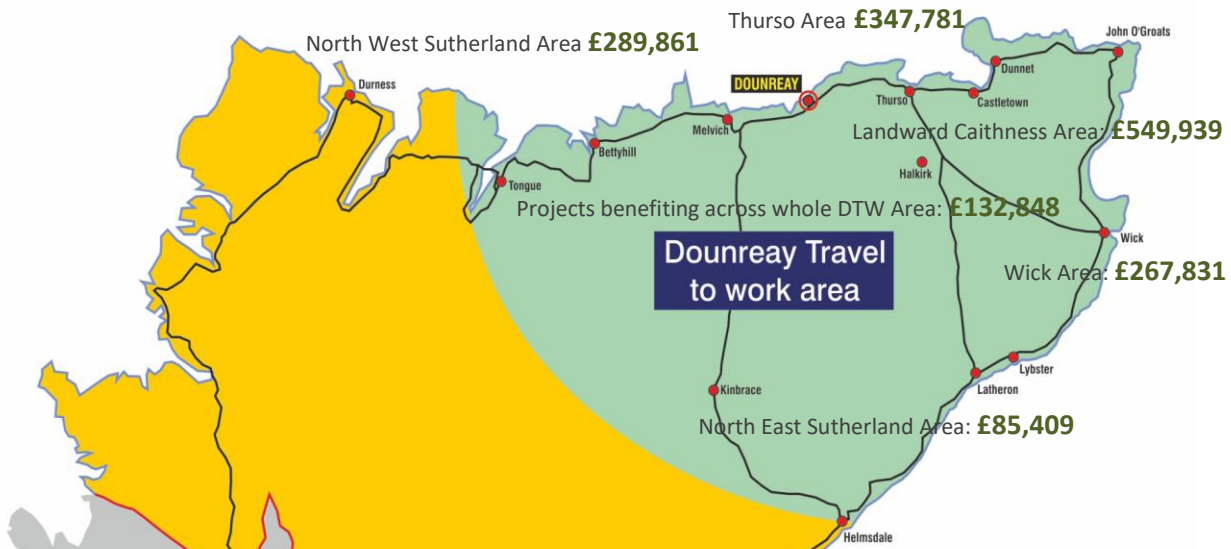 Thurso Area £347,781
North West Sutherland Area £289,861
John O'Groats
Dunnet
DOUNREAY
Durness
Thurso
Castletown
Melvich
Landward Caithness Area: £549,939
Bettyhill
Halkirk
Tongue
Projects benefiting across whole DTW Area: £132,848
Wick
Dounreay Travel
to work area
Wick Area: £267,831
Lybster
Kinbrace
Latheron
North East Sutherland Area: £85,409
Helmsdale